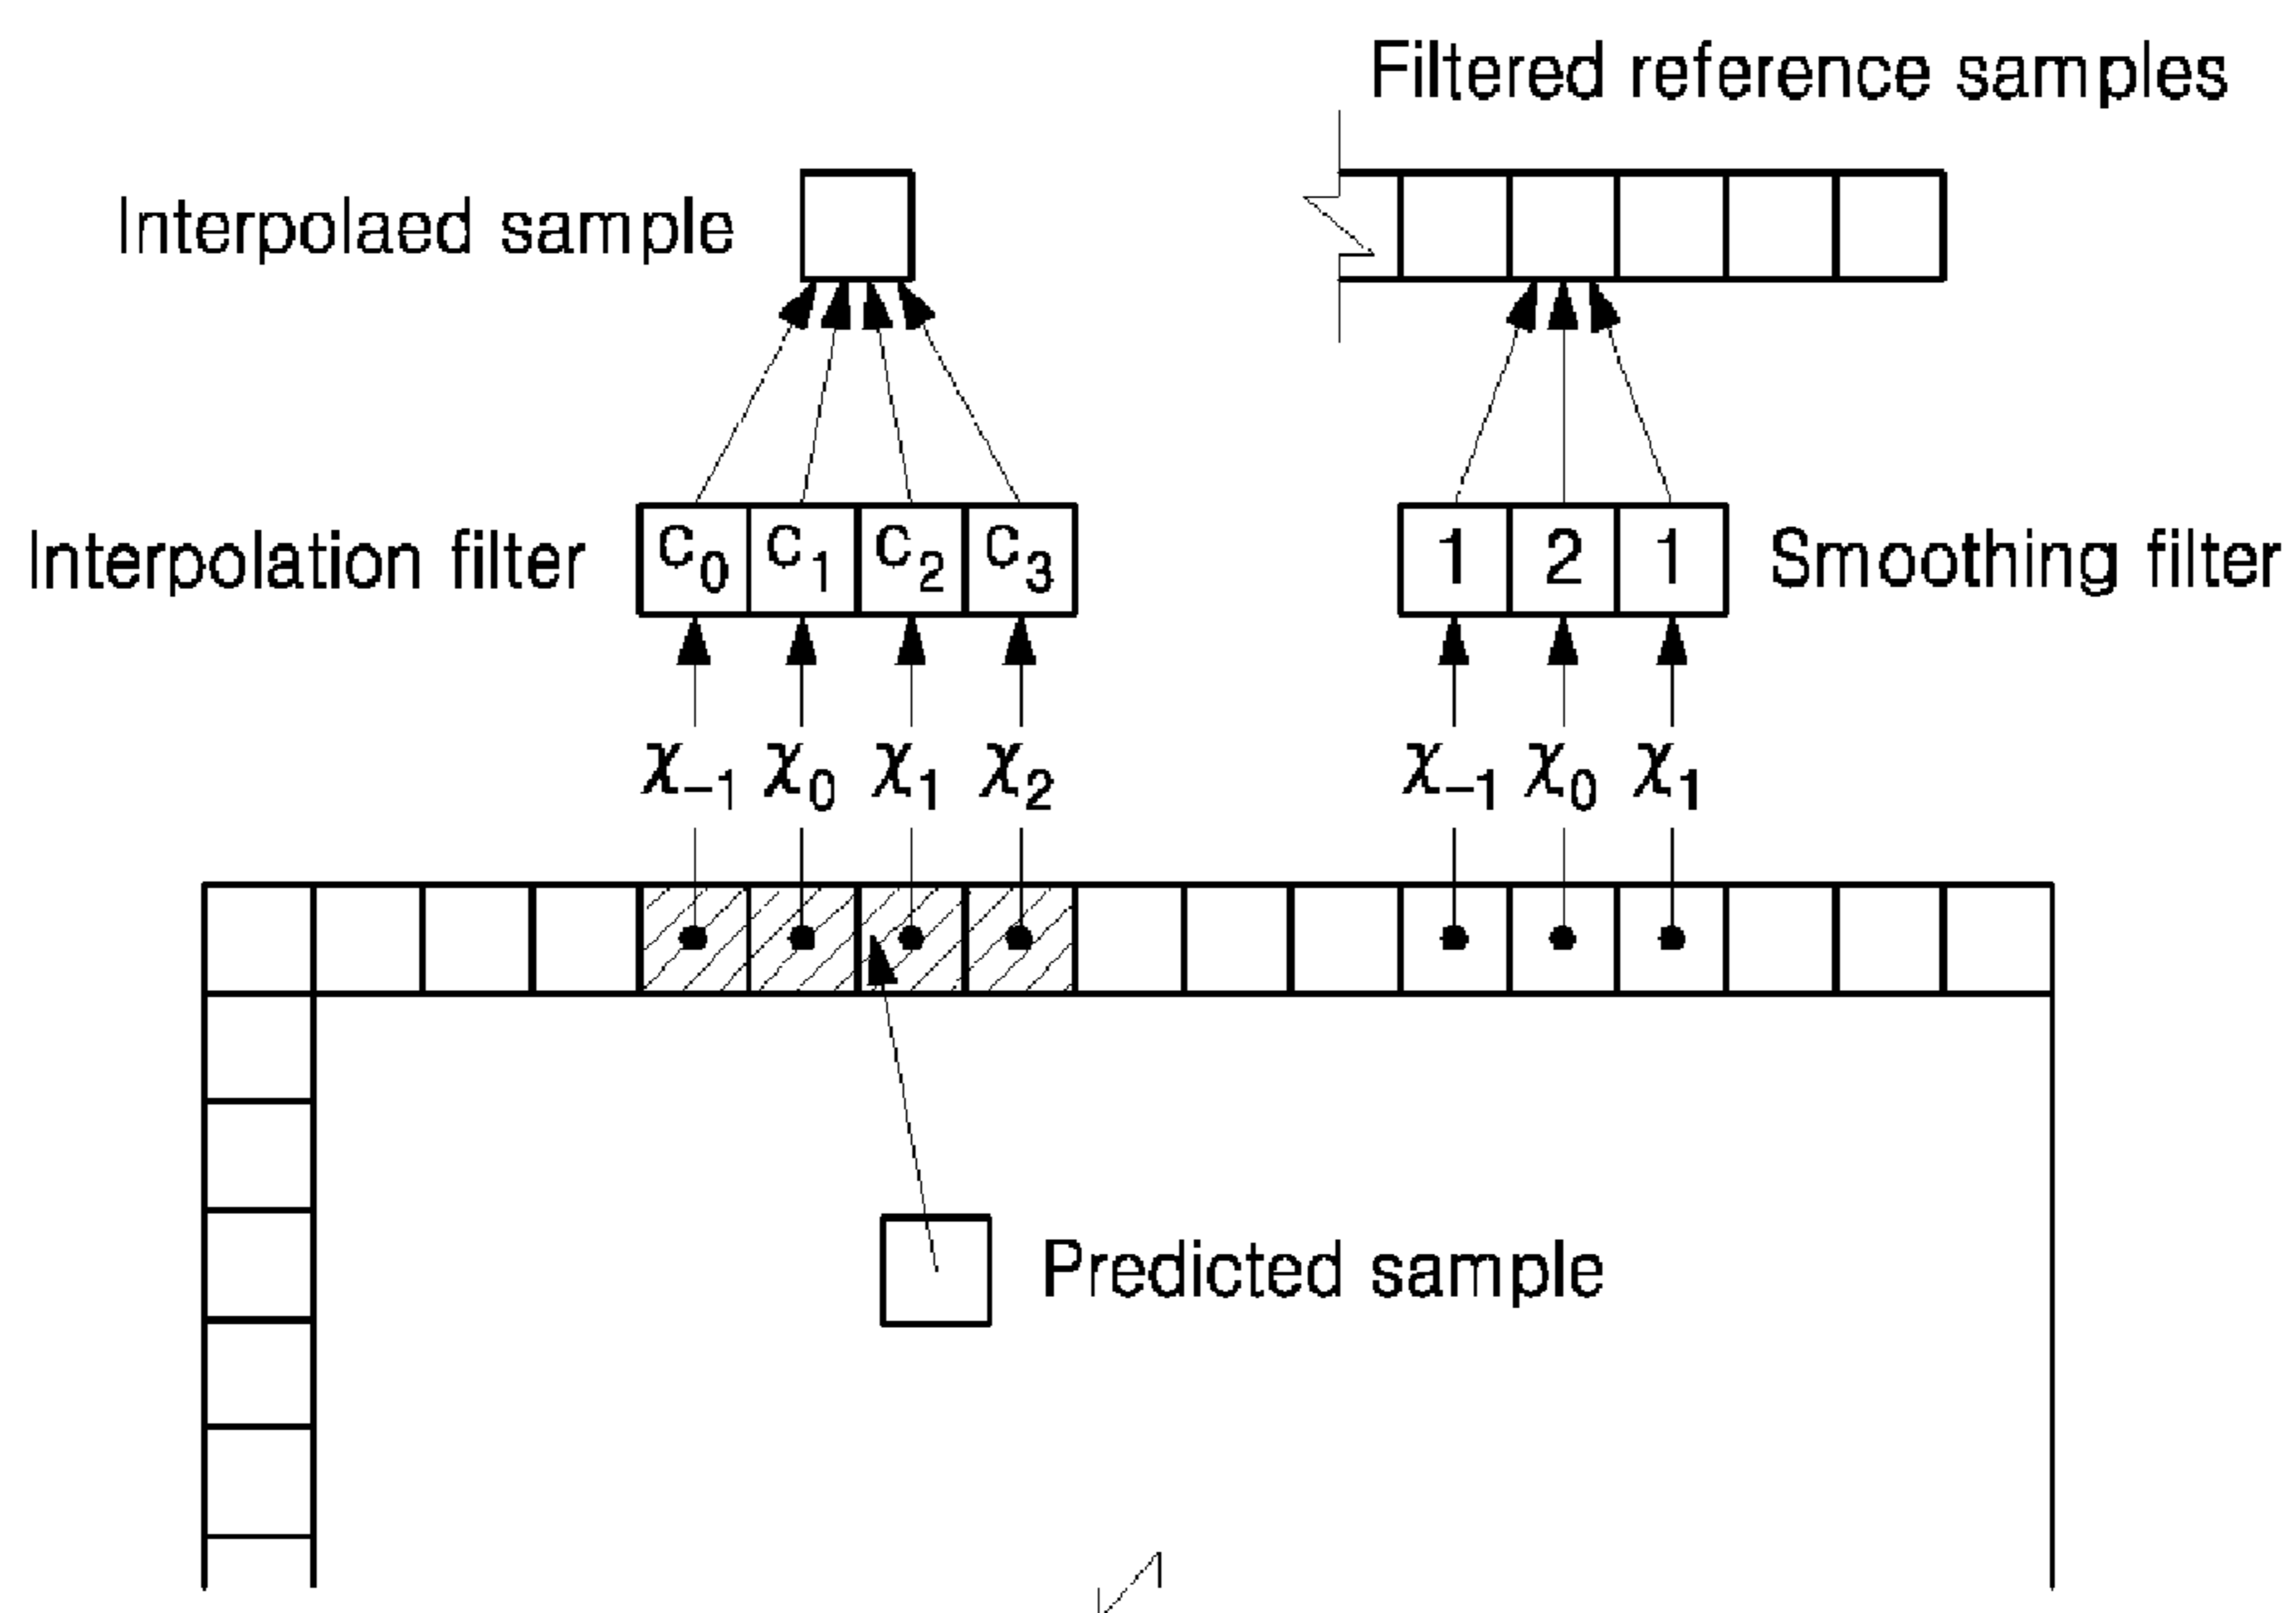 Filtered reference samples
Interpolaed sample
Interpolation filter
c0 c1 c2 c3
1 2 1
Smoothing filter
χ−1 χ0 χ1 χ2
χ−1 χ0 χ1
Predicted sample